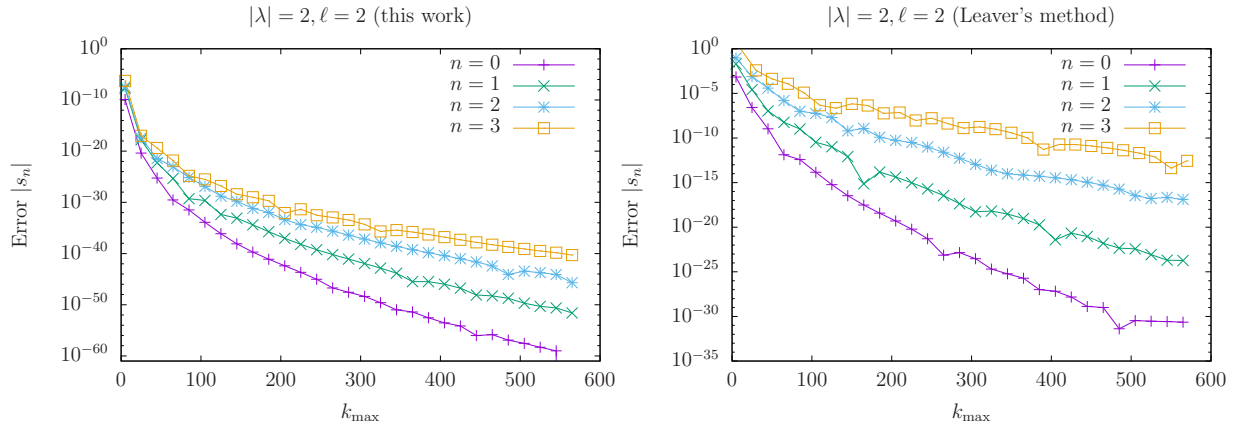 |λ| = 2, ℓ = 2 (this work)
Error |s_n|
10^0
10^{-10}
10^{-20}
10^{-30}
10^{-40}
10^{-50}
10^{-60}
n = 0
n = 1
n = 2
n = 3
0 100 200 300 400 500 600
k_max
|λ| = 2, ℓ = 2 (Leaver's method)
Error |s_n|
10^0
10^{-5}
10^{-10}
10^{-15}
10^{-20}
10^{-25}
10^{-30}
10^{-35}
n = 0
n = 1
n = 2
n = 3
0 100 200 300 400 500 600
k_max